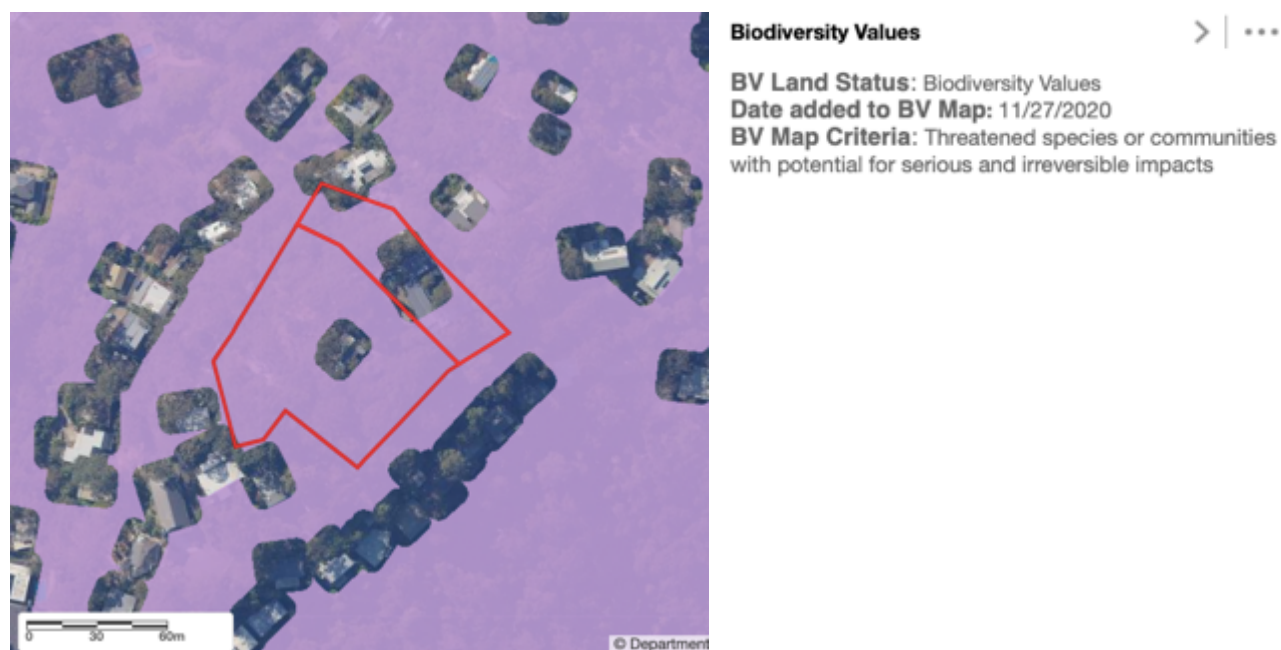 Biodiversity Values
BV Land Status: Biodiversity Values
Date added to BV Map: 11/27/2020
BV Map Criteria: Threatened species or communities
with potential for serious and irreversible impacts
0 30 60m
© Department